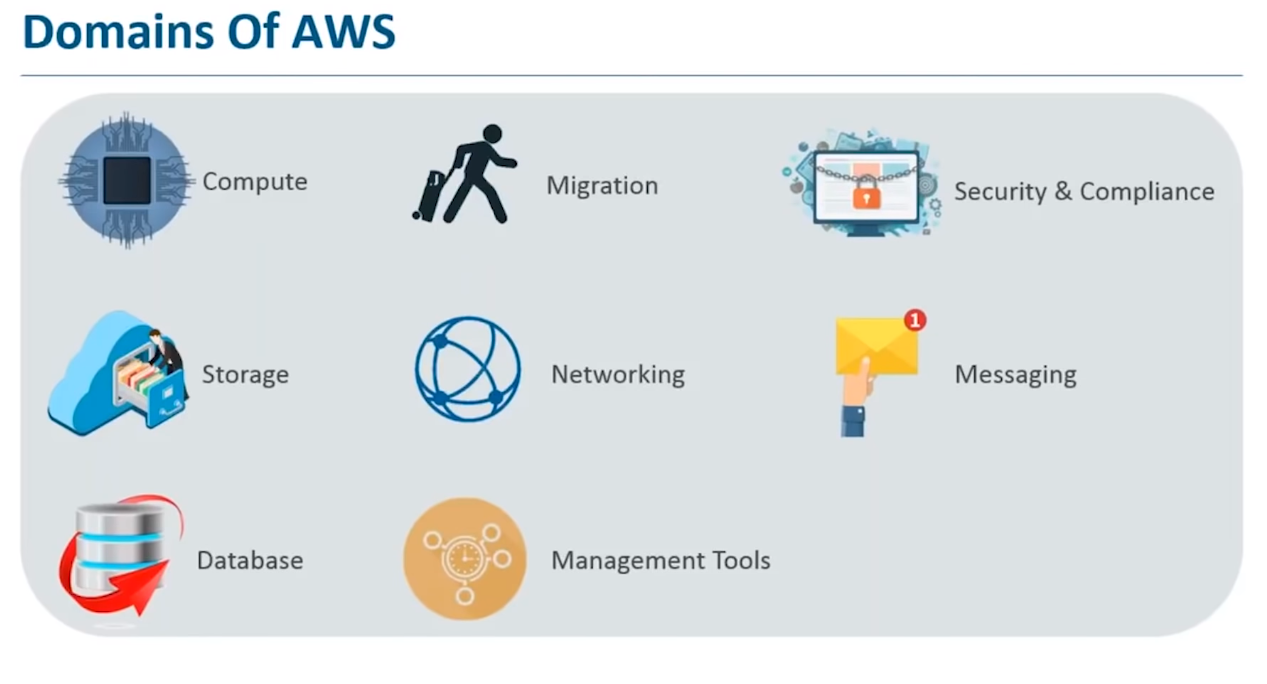 Domains Of AWS
Compute
Migration
Security & Compliance
Storage
Networking
1
Messaging
Database
Management Tools